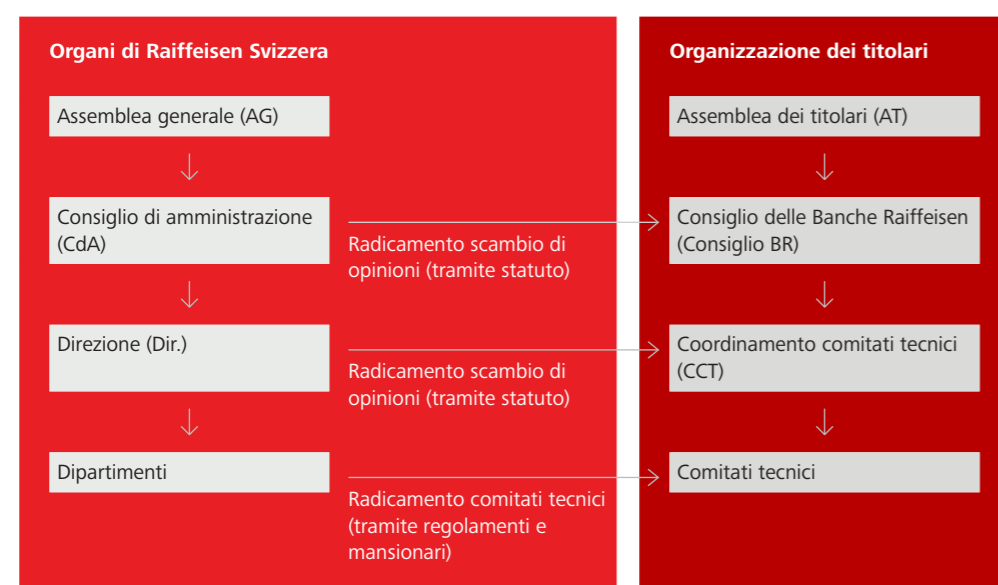 Organi di Raiffeisen Svizzera
Organizzazione dei titolari
Assemblea generale (AG)
Assemblea dei titolari (AT)
Consiglio di amministrazione
(CdA)
Radicamento scambio di
opinioni (tramite statuto)
Consiglio delle Banche Raiffeisen
(Consiglio BR)
Direzione (Dir.)
Radicamento scambio di
opinioni (tramite statuto)
Coordinamento comitati tecnici
(CCT)
Dipartimenti
Radicamento comitati tecnici
(tramite regolamenti e
mansionari)
Comitati tecnici